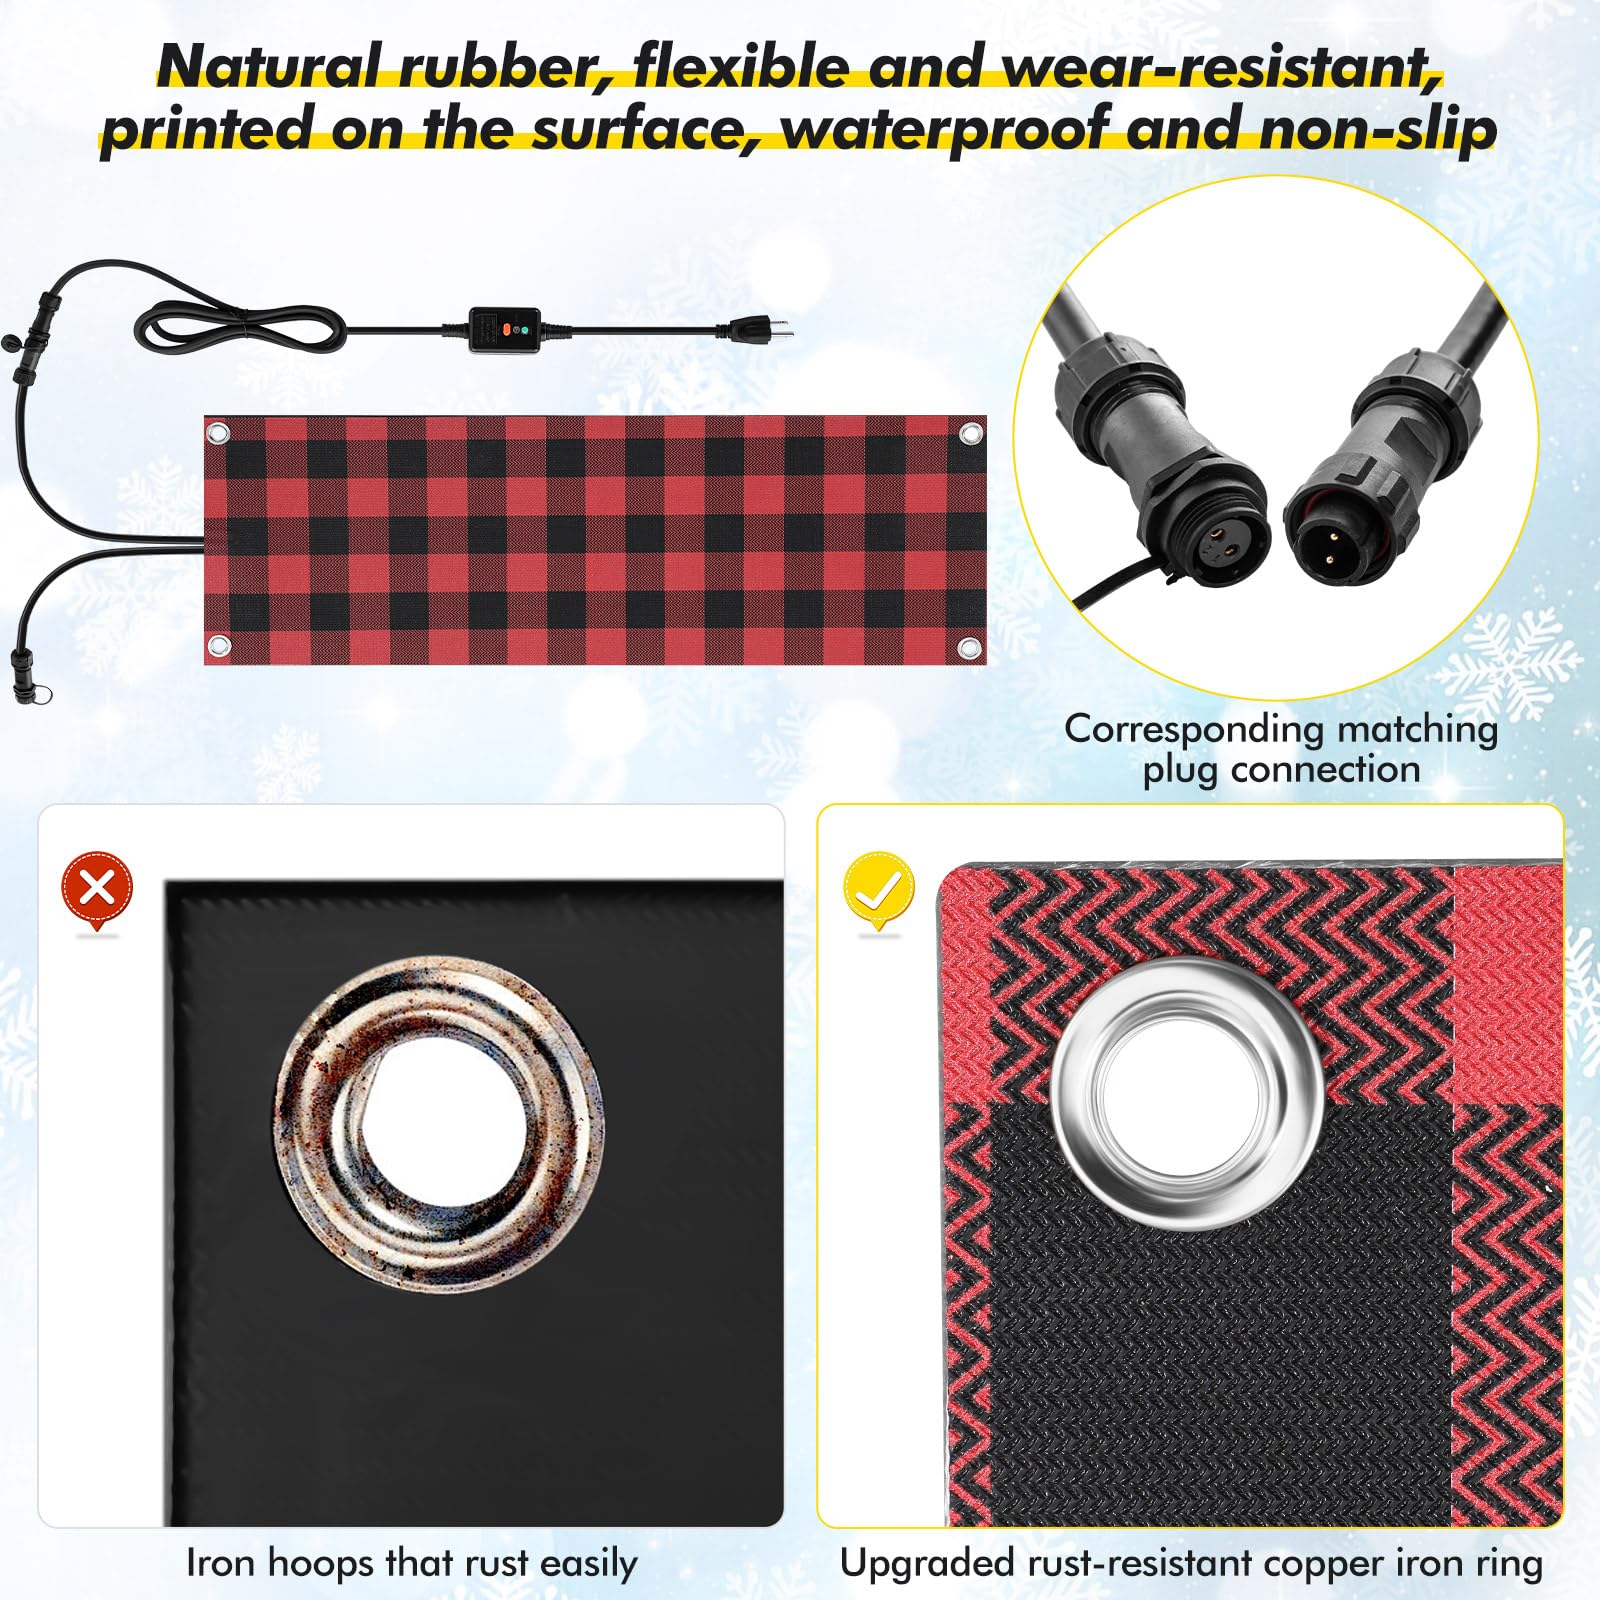 Natural rubber, flexible and wear-resistant,
printed on the surface, waterproof and non-slip
Corresponding matching
plug connection
Iron hoops that rust easily
Upgraded rust-resistant copper iron ring